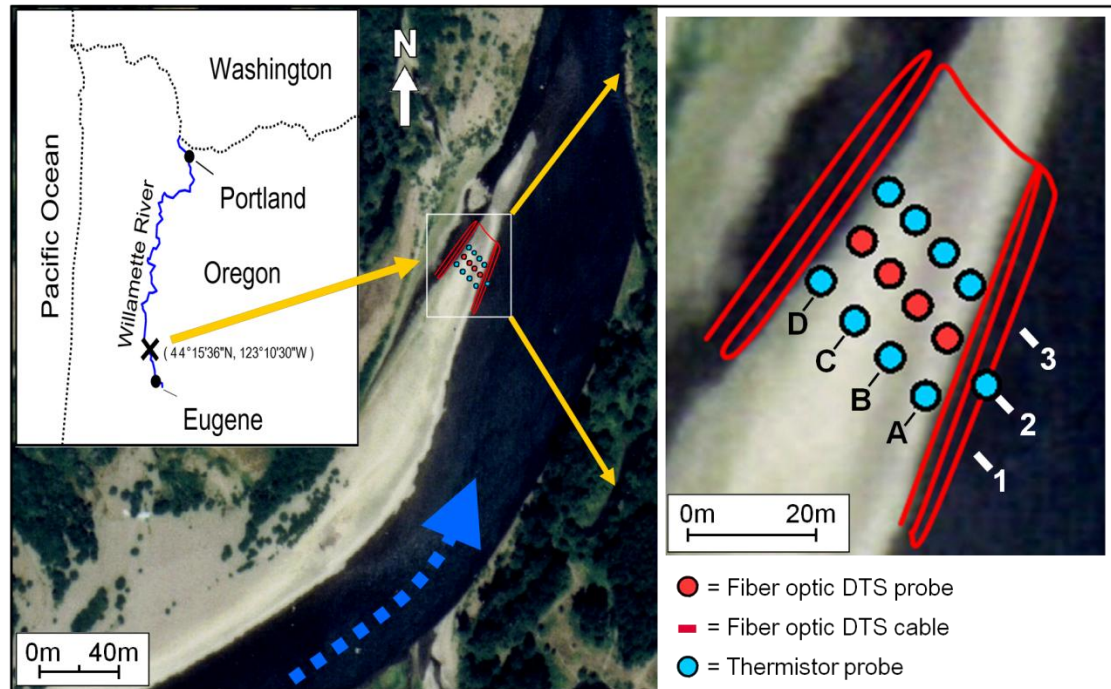 Washington
Pacific Ocean
Portland
Willamette River
Oregon
( 44°15'36"N, 123°10'30"W )
Eugene
N
0m 40m
D
C
B
A
3
2
1
0m 20m
= Fiber optic DTS probe
= Fiber optic DTS cable
= Thermistor probe